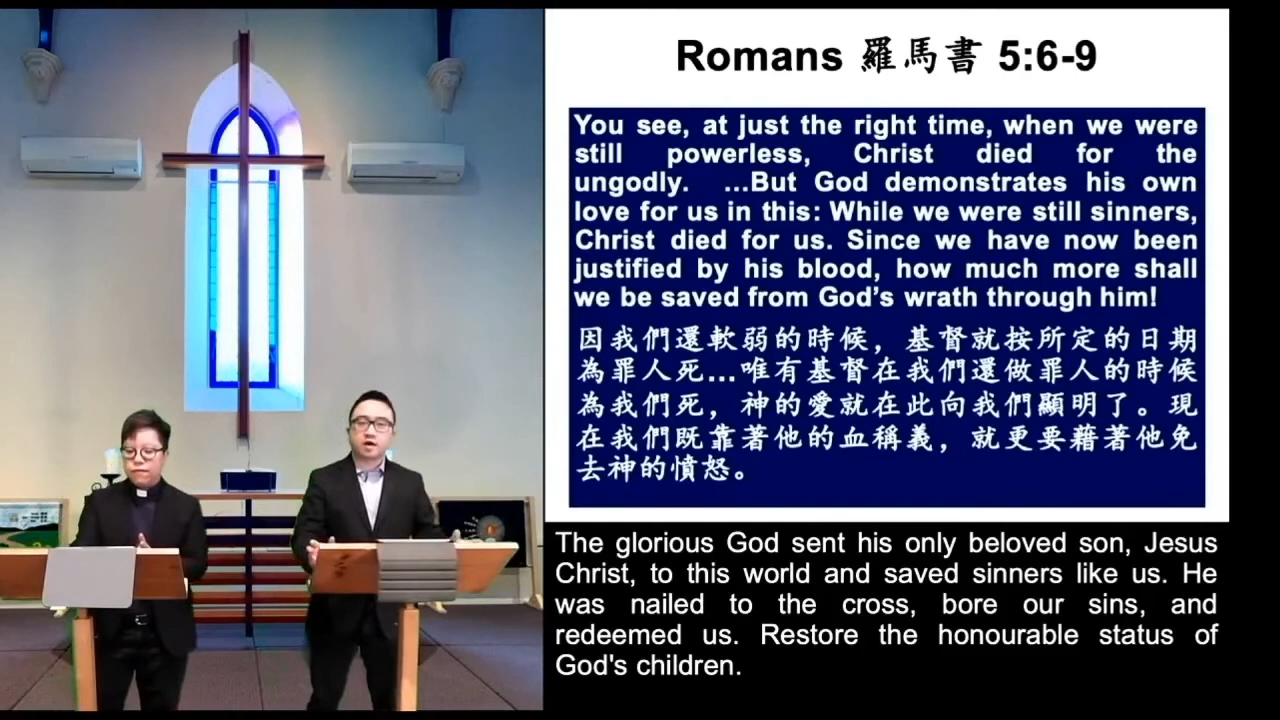 Romans 羅馬書 5:6-9
You see, at just the right time, when we were
still powerless, Christ died for the
ungodly. ...But God demonstrates his own
love for us in this: While we were still sinners,
Christ died for us. Since we have now been
justified by his blood, how much more shall
we be saved from God's wrath through him!
因我們還軟弱的時候，基督就按所定的日期
為罪人死...唯有基督在我們還做罪人的時候
為我們死，神的愛就在此向我們顯明了。現
在我們既靠著他的血稱義，就更要藉著他免
去神的憤怒。
The glorious God sent his only beloved son, Jesus
Christ, to this world and saved sinners like us. He
was nailed to the cross, bore our sins, and
redeemed us. Restore the honourable status of
God's children.